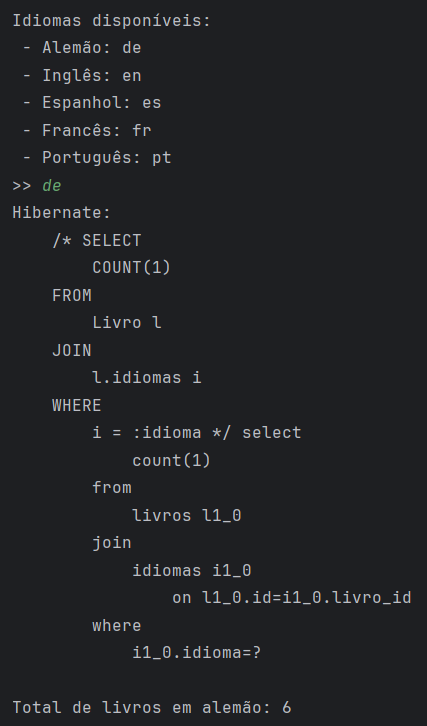 Idiomas disponíveis:
 - Alemão: de
 - Inglês: en
 - Espanhol: es
 - Francês: fr
 - Português: pt
>> de
Hibernate:
    /* SELECT
        COUNT(1)
    FROM
        Livro l
    JOIN
        l.idiomas i
    WHERE
        i = :idioma */ select
            count(1)
        from
            livros l1_0
        join
            idiomas i1_0
                on l1_0.id=i1_0.livro_id
        where
            i1_0.idioma=?
Total de livros em alemão: 6